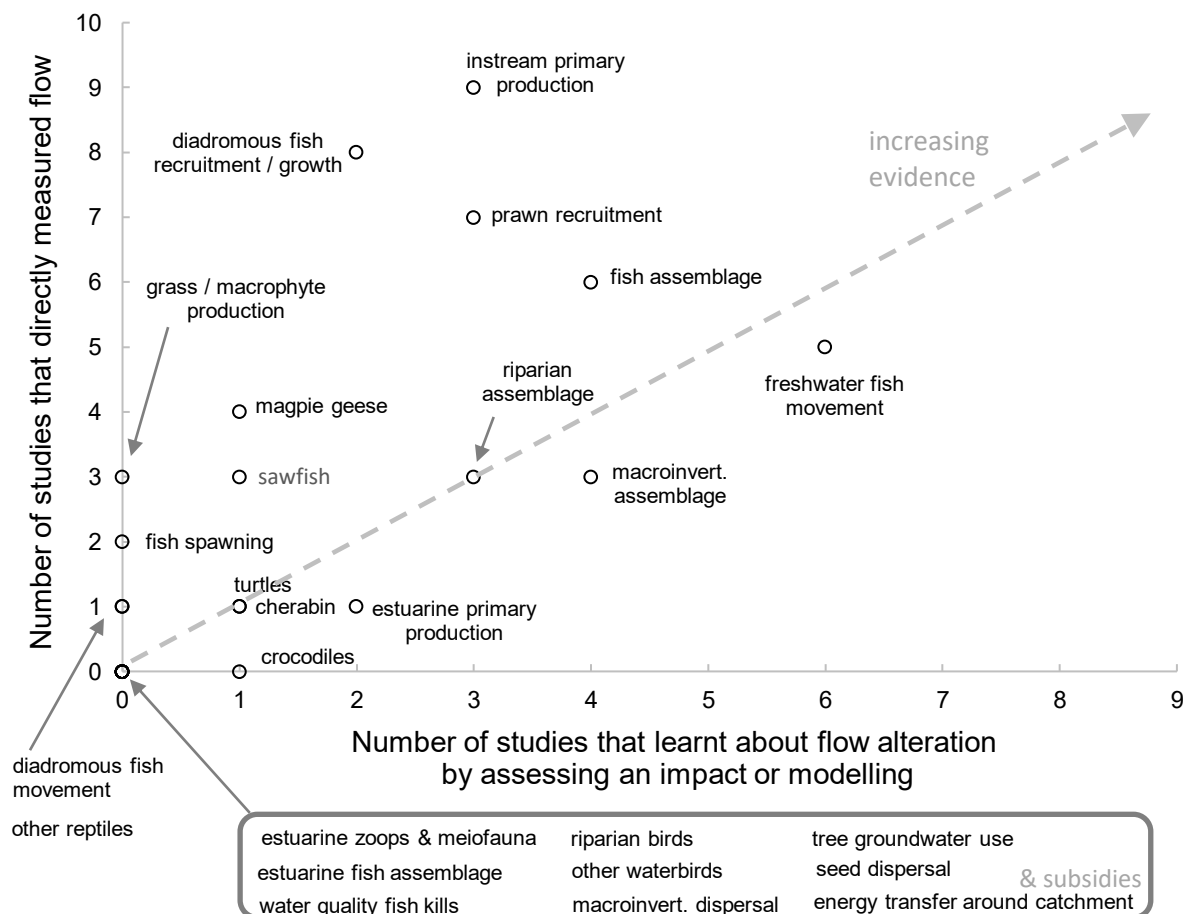 10
instream primary
production
9
diadromous fish
recruitment / growth
8
increasing
evidence
prawn recruitment
7
fish assemblage
6
grass / macrophyte
production
5
riparian
assemblage
freshwater fish
movement
magpie geese
4
sawfish
3
macroinvert.
assemblage
fish spawning
2
turtles
cherabin
1
estuarine primary
production
crocodiles
0
Number of studies that directly measured flow
0 1 2 3 4 5 6 7 8 9
Number of studies that learnt about flow alteration
by assessing an impact or modelling
diadromous fish
movement
other reptiles
estuarine zoops & meiofauna
estuarine fish assemblage
water quality fish kills
riparian birds
other waterbirds
macroinvert. dispersal
tree groundwater use
seed dispersal
& subsidies
energy transfer around catchment